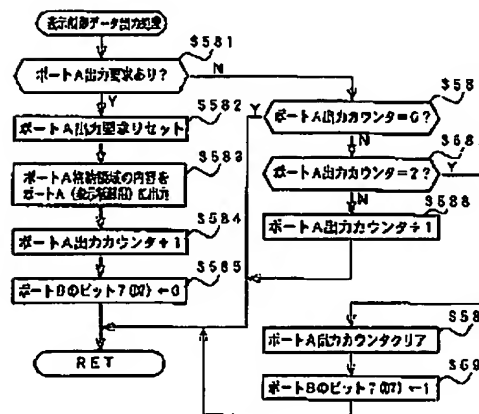 表示制御データ出力処理
S581
ポートA出力要求あり？
N
Y
S582
ポートA出力要求リセット
S583
ポートA格納領域の内容を
ポートA（表示制御用）に出力
S584
ポートA出力カウンタ+1
S585
ポートBのビット7(D7)←0
RET
S58
ポートA出力カウンタ=0？
Y
N
S58
ポートA出力カウンタ=2？
Y
N
S588
ポートA出力カウンタ+1
S58
ポートA出力カウンタクリア
S59
ポートBのビット7(D7)←1